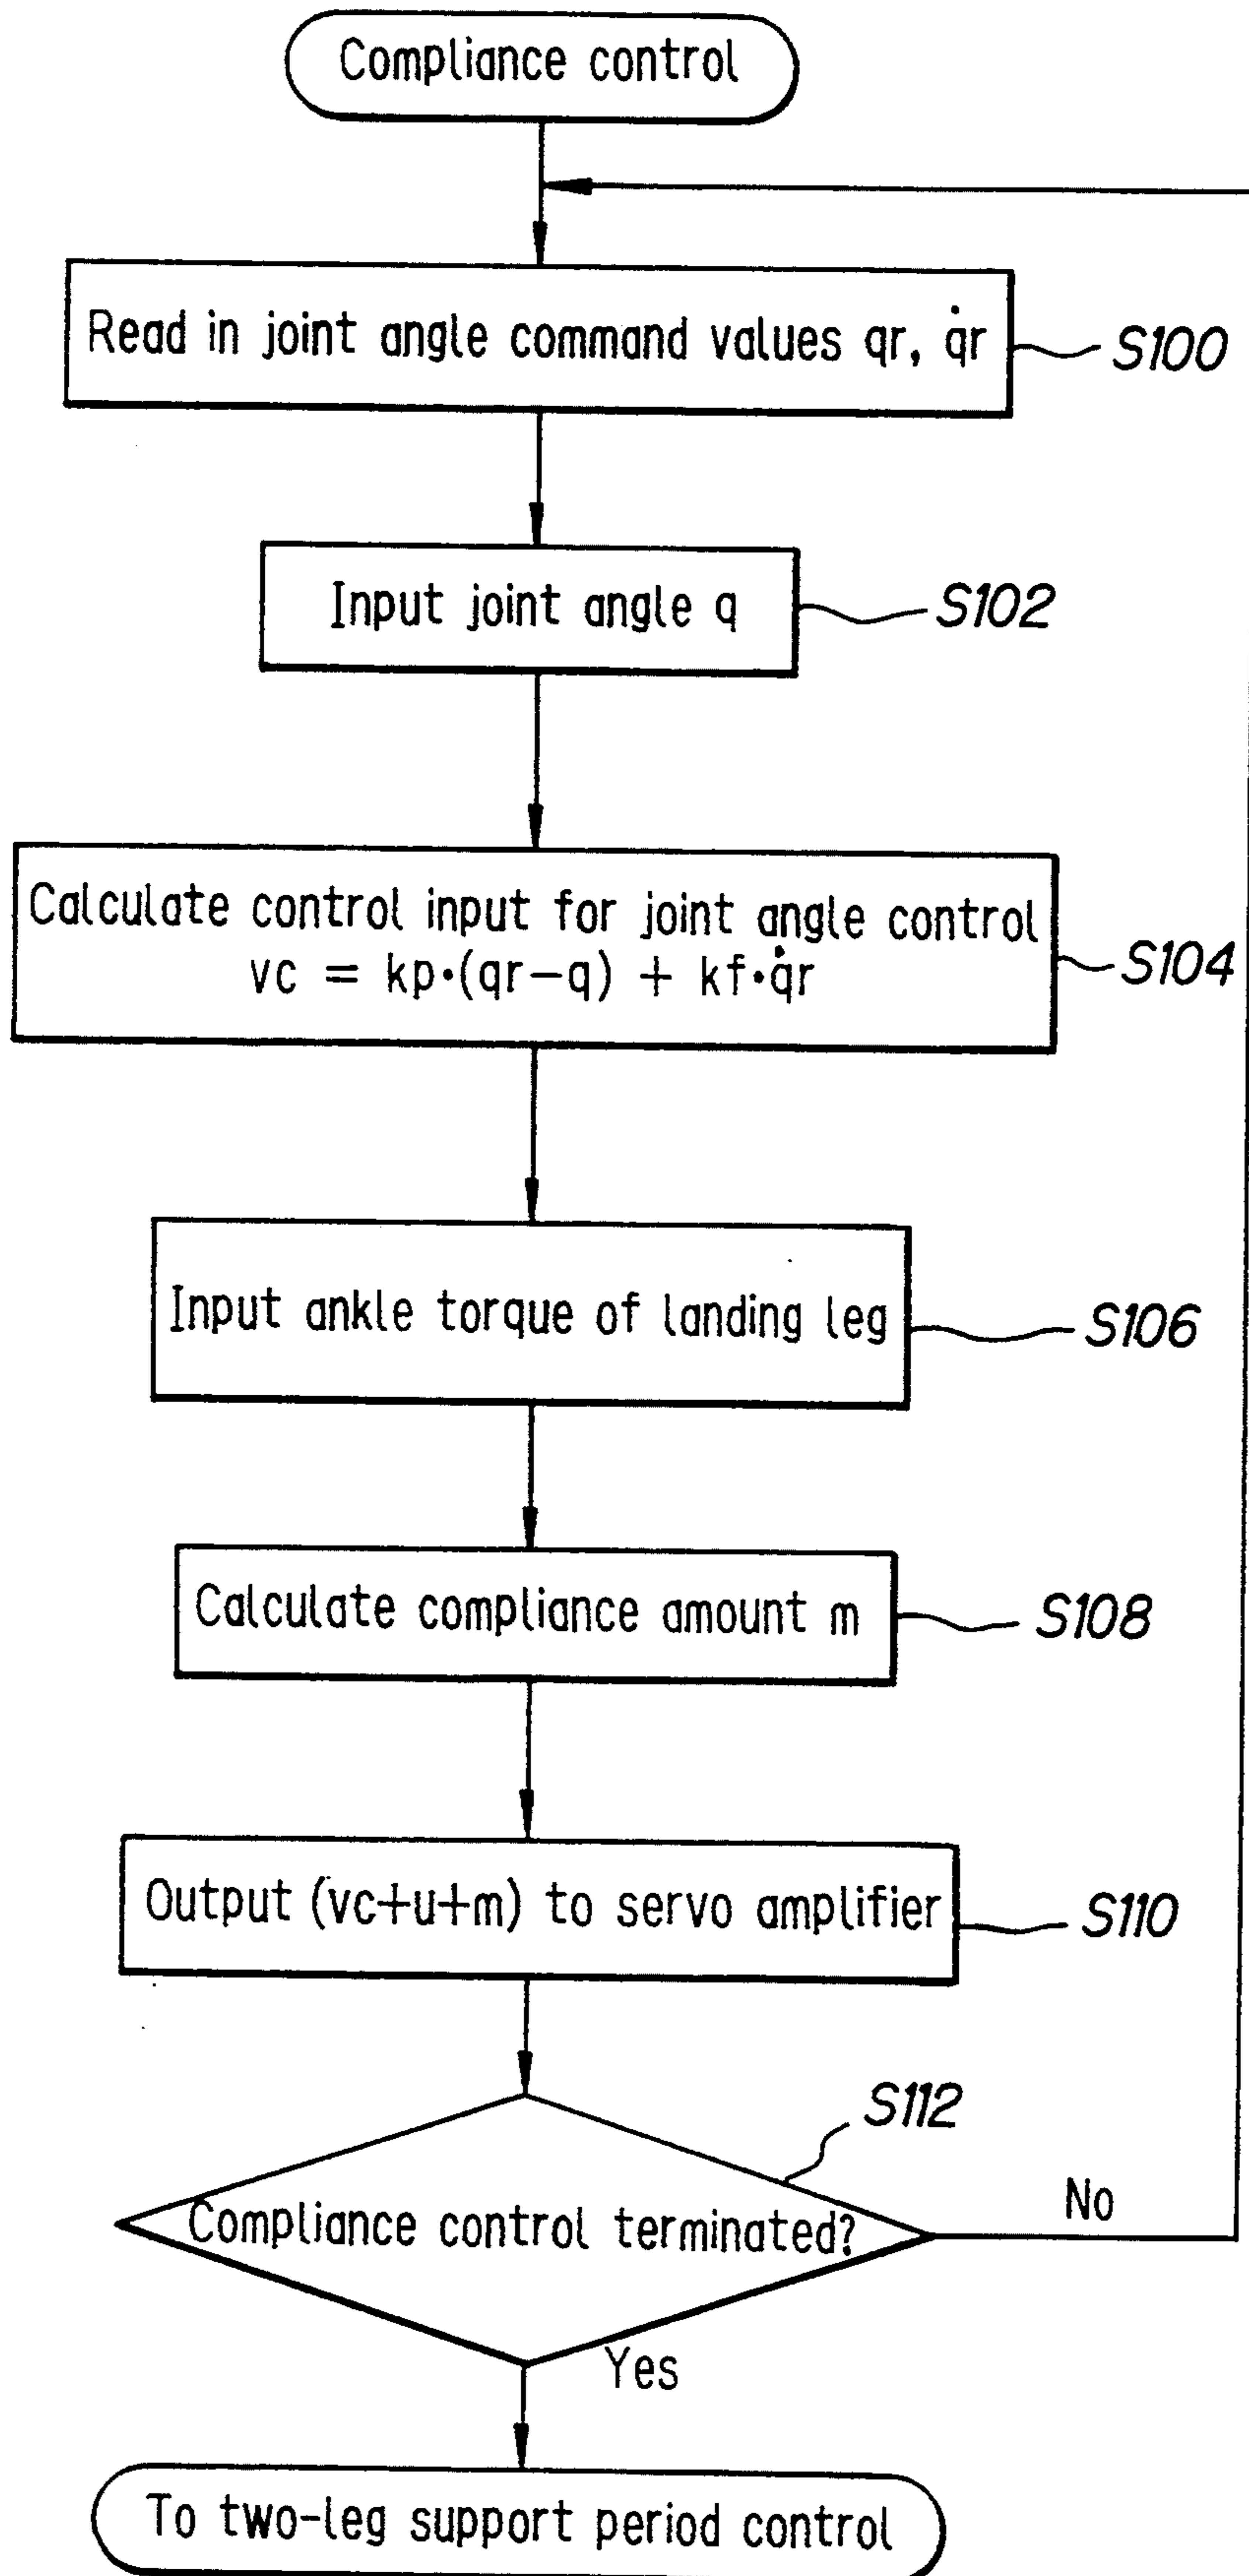 Compliance control
Read in joint angle command values qr, q̇r
S100
Input joint angle q
S102
Calculate control input for joint angle control
vc = kp·(qr-q) + kf·q̇r
S104
Input ankle torque of landing leg
S106
Calculate compliance amount m
S108
Output (vc+u+m) to servo amplifier
S110
S112
Compliance control terminated?
No
Yes
To two-leg support period control